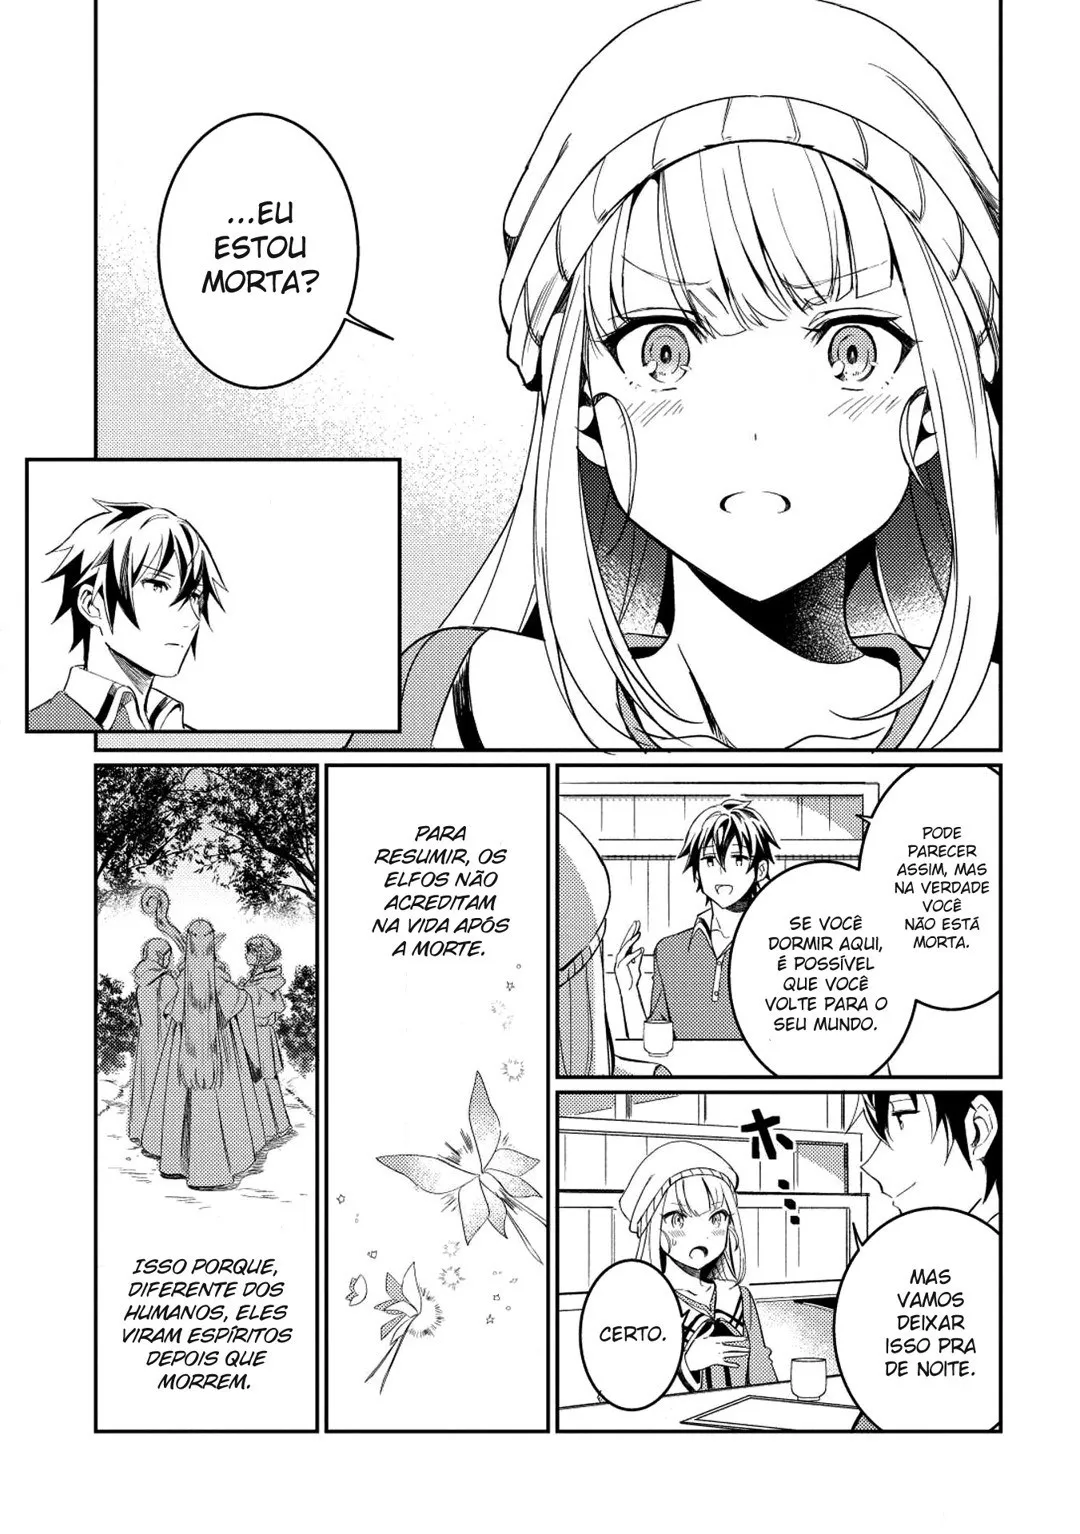 ...EU
ESTOU
MORTA?
PODE
PARECER
ASSIM, MAS
NA VERDADE
VOCÊ
NÃO ESTÁ
MORTA.
SE VOCÊ
DORMIR AQUI,
É POSSÍVEL
QUE VOCÊ
VOLTE PARA O
SEU MUNDO.
ホ
MAS
VAMOS
DEIXAR
ISSO PRA
DE NOITE.
CERTO.
PARA
RESUMIR, OS
ELFOS NÃO
ACREDITAM
NA VIDA APÓS
A MORTE.
ISSO PORQUE,
DIFERENTE DOS
HUMANOS, ELES
VIRAM ESPÍRITOS
DEPOIS QUE
MORREM.